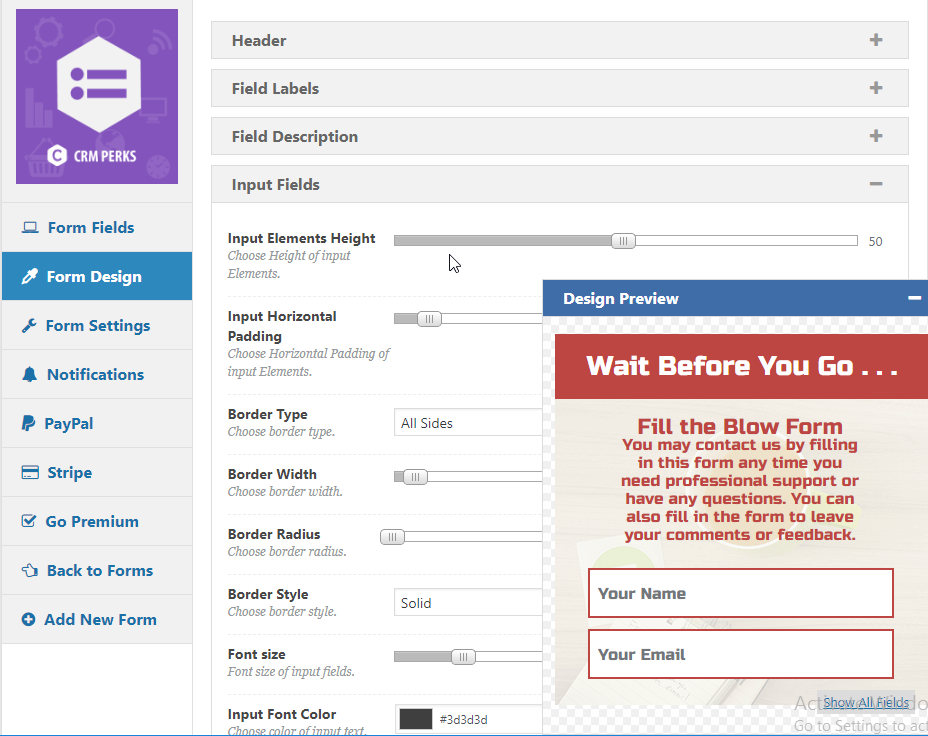 CRM PERKS
Form Fields
Form Design
Form Settings
Notifications
PayPal
Stripe
Go Premium
Back to Forms
Add New Form
Header
Field Labels
Field Description
Input Fields
Input Elements Height
Choose Height of input
Elements.
50
Input Horizontal
Padding
Choose Horizontal Padding of
input Elements.
Border Type
Choose border type.
All Sides
Border Width
Choose border width.
Border Radius
Choose border radius.
Border Style
Choose border style.
Solid
Font size
Font size of input fields.
Input Font Color
Choose color of input text.
#3d3d3d
Design Preview
Wait Before You Go . . .
Fill the Blow Form
You may contact us by filling
in this form any time you
need professional support or
have any questions. You can
also fill in the form to leave
your comments or feedback.
Your Name
Your Email
Show All Fields
Go to Settings to act